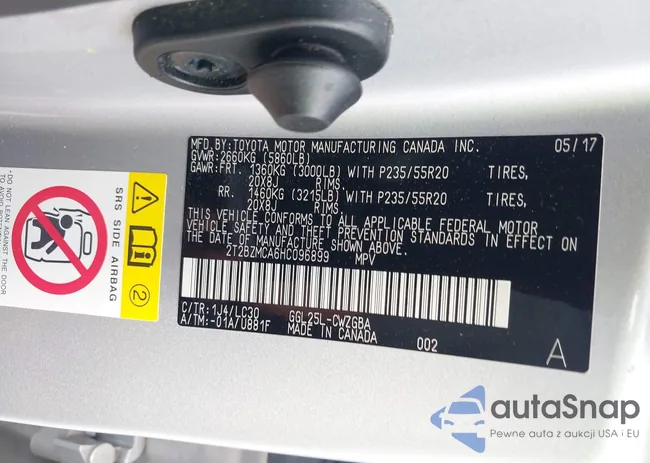 MFD.BY:TOYOTA MOTOR MANUFACTURING CANADA INC. 05/17
GVWR:2660KG (5860LB)
GAWR:FRT. 1360KG (3000LB) WITH P235/55R20 TIRES,
20X8J RIMS.
RR. 1460KG (3215LB) WITH P235/55R20 TIRES,
20X8J RIMS.
THIS VEHICLE CONFORMS TO ALL APPLICABLE FEDERAL MOTOR
VEHICLE SAFETY AND THEFT PREVENTION STANDARDS IN EFFECT ON
THE DATE OF MANUFACTURE SHOWN ABOVE.
2T2BZMCA6HC096899 MPV
C/TR:1J4/LC30 GGL25L-CWZGBA
A/TM:-01A/U881F MADE IN CANADA 002 A
SRS SIDE AIRBAG
•DO NOT LEAN AGAINST THE DOOR
2
autaSnap
Pewne auta z aukcji USA i EU